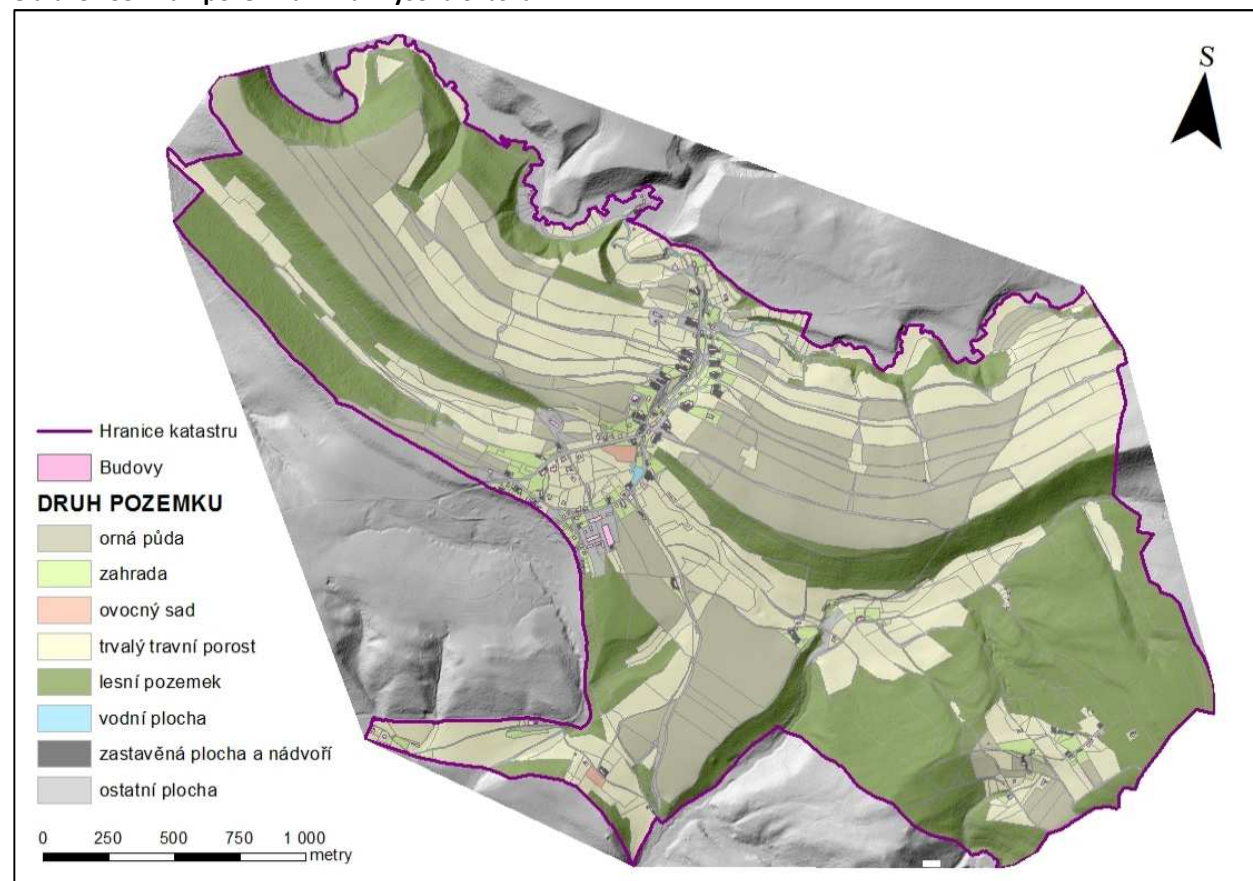 S
Hranice katastru
Budovy
DRUH POZEMKU
orná půda
zahrada
ovocný sad
trvalý travní porost
lesní pozemek
vodní plocha
zastavěná plocha a nádvoří
ostatní plocha
0 250 500 750 1 000
metry